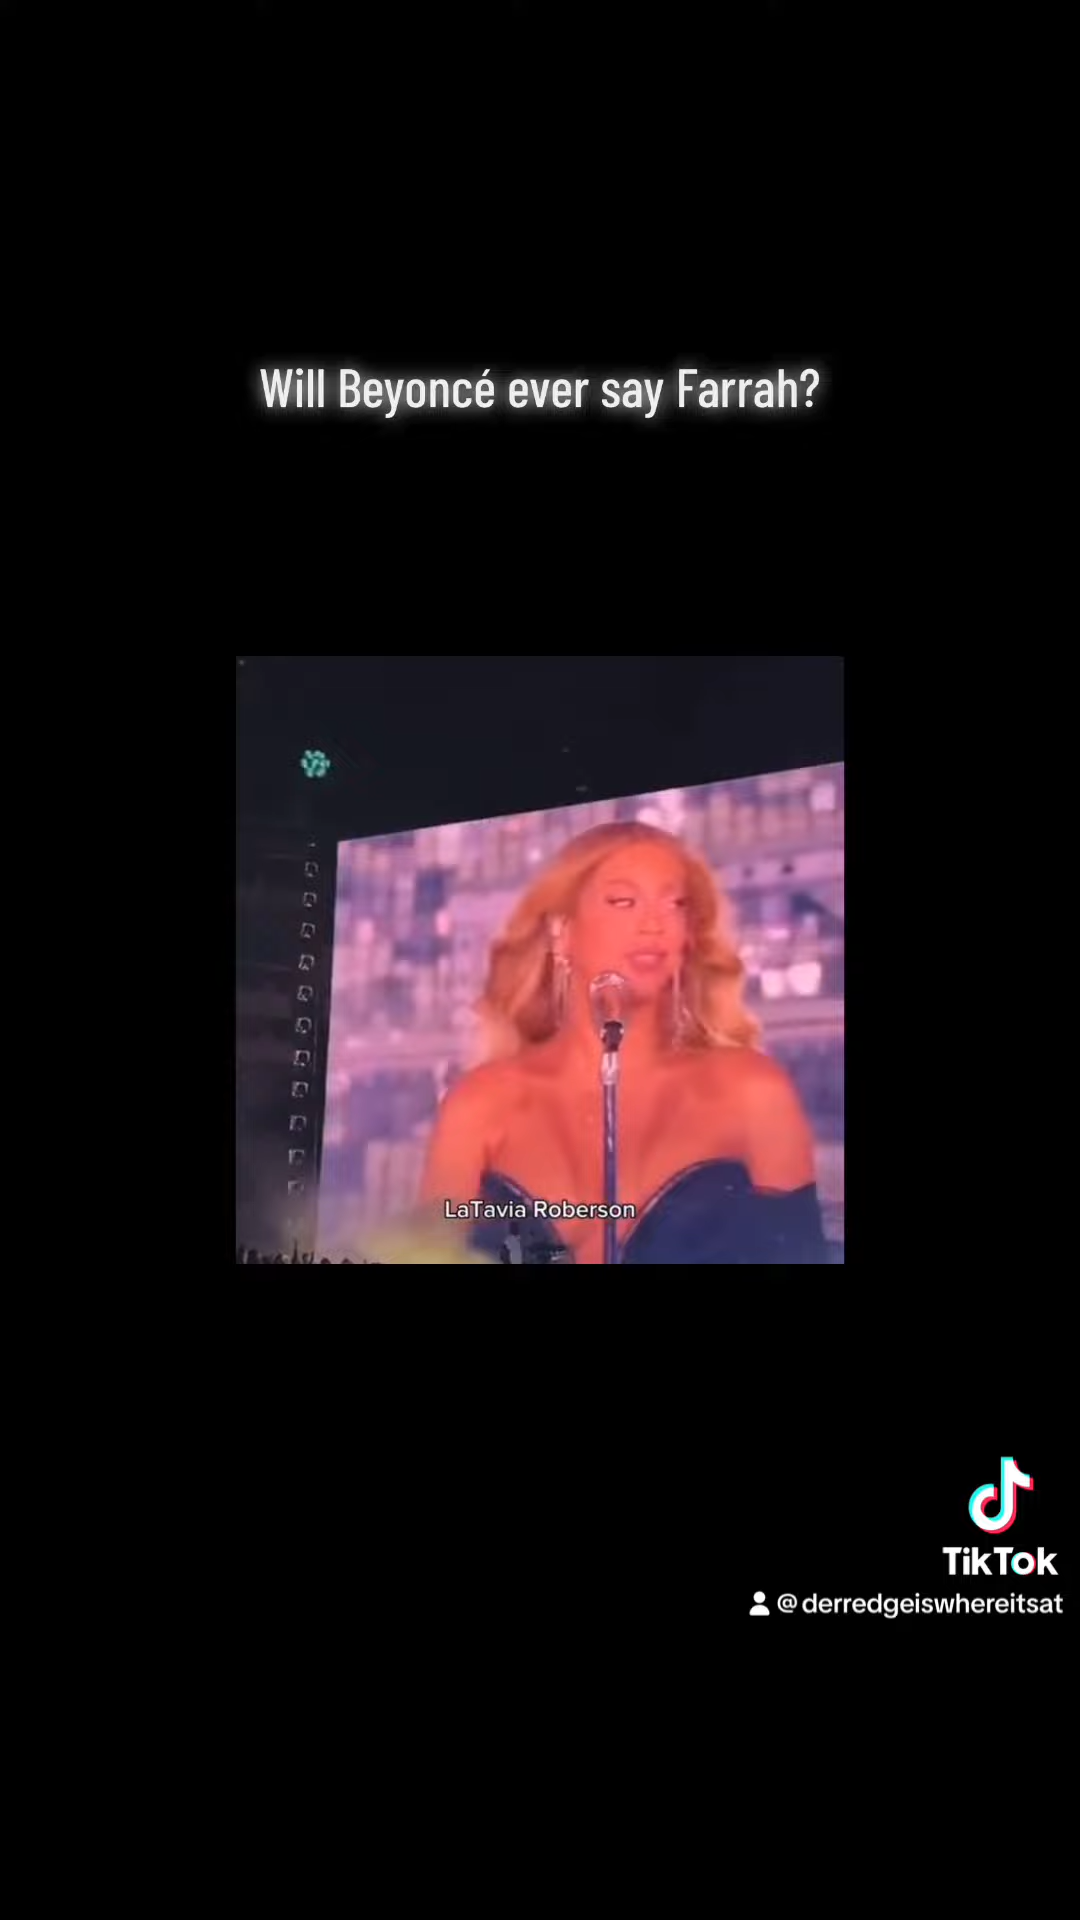 Will Beyoncé ever say Farrah?
LaTavia Roberson
TikTok
@derredgeiswhereitsat